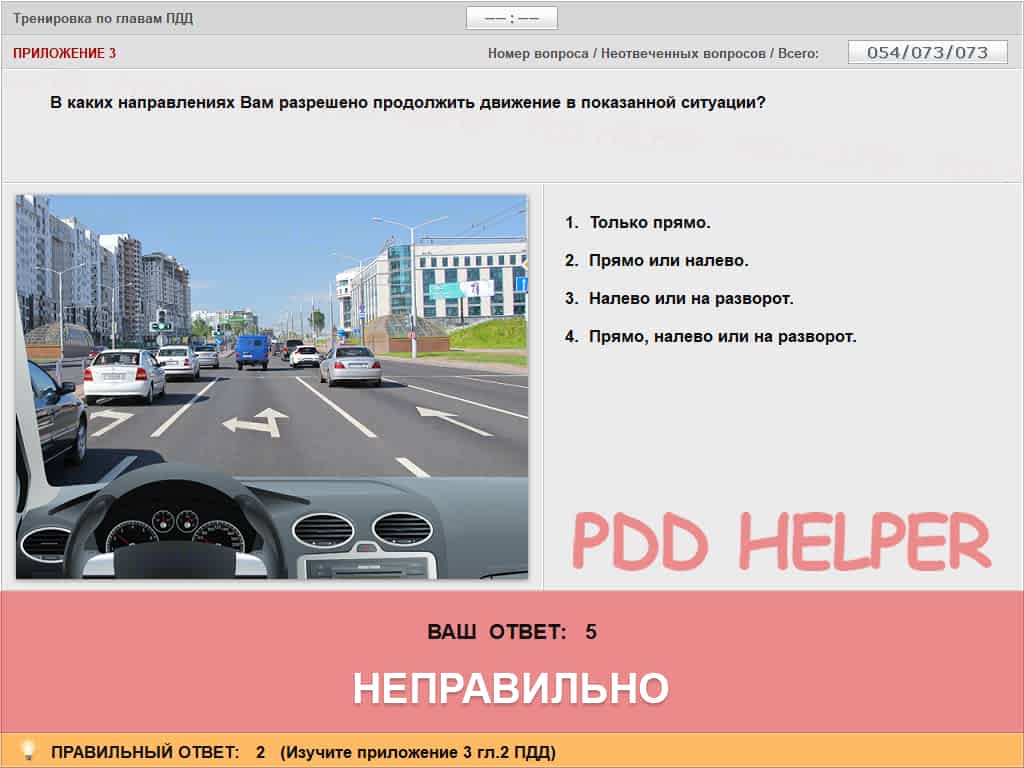 Тренировка по главам ПДД
-- : --
ПРИЛОЖЕНИЕ 3
Номер вопроса / Неотвеченных вопросов / Всего:
054/073/073
В каких направлениях Вам разрешено продолжить движение в показанной ситуации?
1. Только прямо.
2. Прямо или налево.
3. Налево или на разворот.
4. Прямо, налево или на разворот.
PDD HELPER
ВАШ ОТВЕТ: 5
НЕПРАВИЛЬНО
ПРАВИЛЬНЫЙ ОТВЕТ: 2 (Изучите приложение 3 гл.2 ПДД)